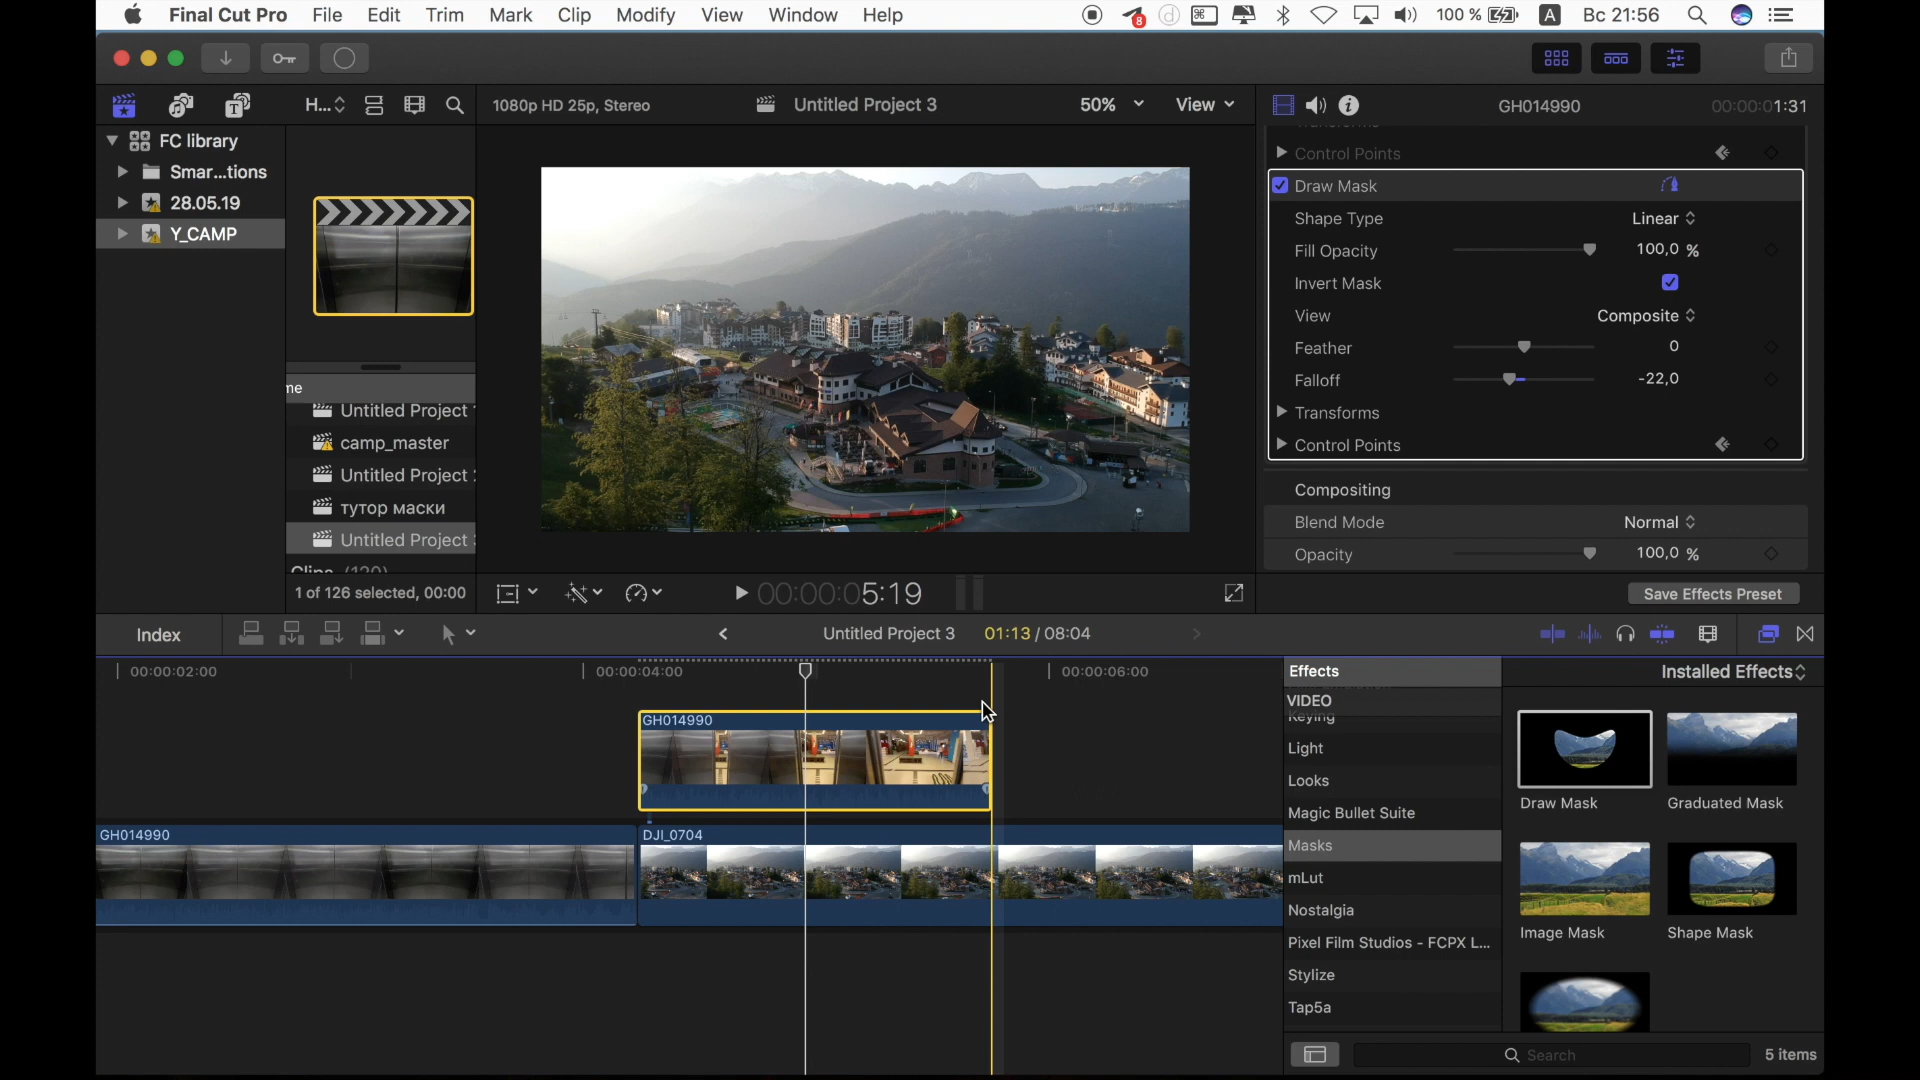 Final Cut Pro File Edit Trim Mark Clip Modify View Window Help 8 100 % A Вс 21:56
H... 1080p HD 25p, Stereo Untitled Project 3 50% View GH014990 00:00:01:31
FC library
Smar...tions
28.05.19
Y_CAMP
me
Untitled Project
camp_master
Untitled Project
тутор маски
Untitled Project
1 of 126 selected, 00:00
00:00:05:19
Control Points
Draw Mask
Shape Type Linear
Fill Opacity 100,0 %
Invert Mask
View Composite
Feather 0
Falloff -22,0
Transforms
Control Points
Compositing
Blend Mode Normal
Opacity 100,0 %
Save Effects Preset
Index Untitled Project 3 01:13 / 08:04
00:00:02:00 00:00:04:00 00:00:06:00
GH014990
GH014990 DJI_0704
Effects Installed Effects
VIDEO
Keying
Light
Looks
Magic Bullet Suite
Masks
mLut
Nostalgia
Pixel Film Studios - FCPX L...
Stylize
Tap5a
Draw Mask Graduated Mask
Image Mask Shape Mask
Search 5 items